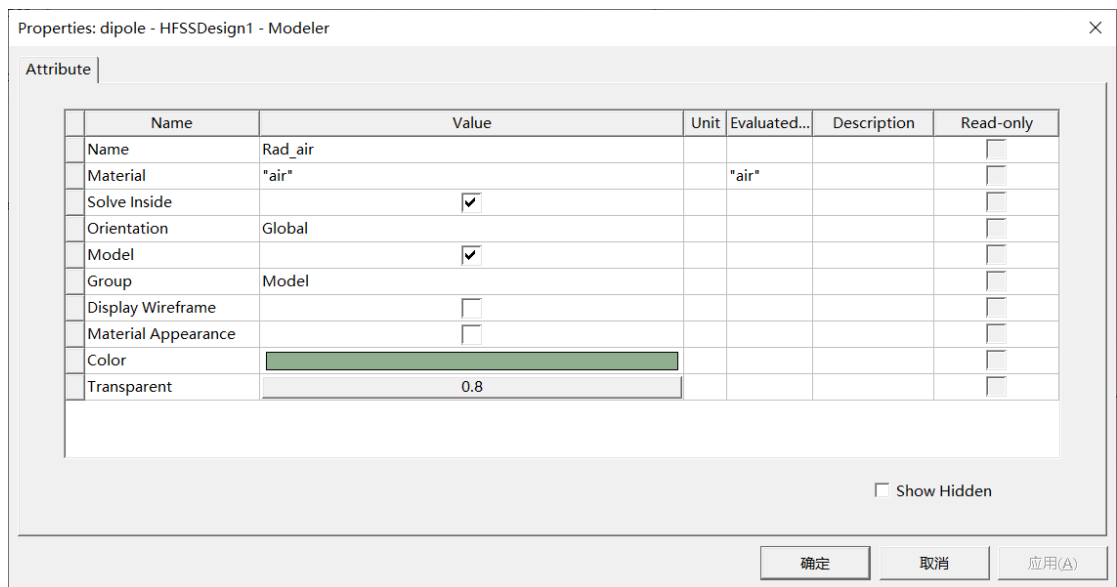 Properties: dipole - HFSSDesign1 - Modeler
Attribute
Name Value Unit Evaluated... Description Read-only
Name Rad_air
Material "air" "air"
Solve Inside
Orientation Global
Model
Group Model
Display Wireframe
Material Appearance
Color
Transparent 0.8
Show Hidden
确定 取消 应用(A)